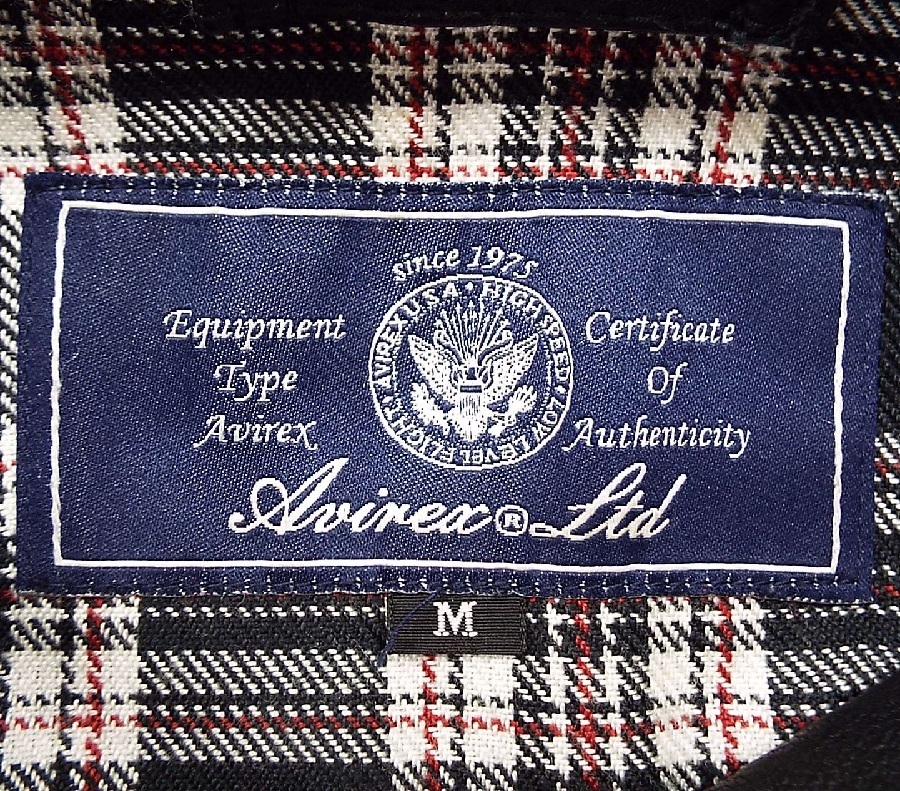 since 1975
AVIREX U.S.A. • HIGH SPEED • LOW LEVEL FLIGHT •
Equipment
Type
Avirex
Certificate
Of
Authenticity
Avirex® Ltd
M